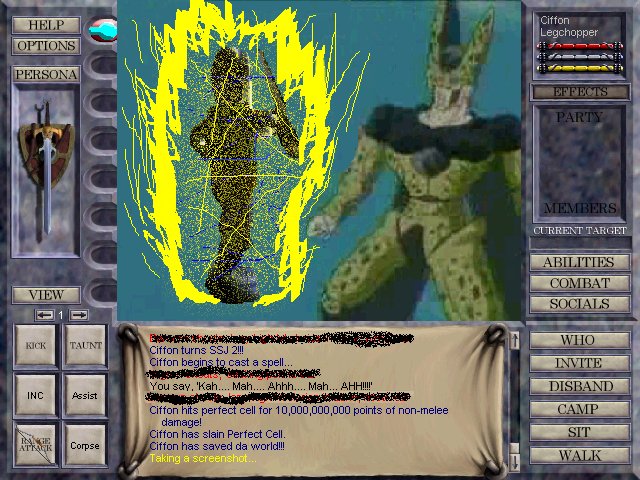 HELP
OPTIONS
PERSONA
VIEW
1
KICK
TAUNT
INC
Assist
RANGE
ATTACK
Corpse
Ciffon turns SSJ 2!!!
Ciffon begins to cast a spell...
You say, 'Kah.... Mah.... Ahhh.... Mah... AHH!!!!'
Ciffon hits perfect cell for 10,000,000,000 points of non-melee
damage!
Ciffon has slain Perfect Cell.
Ciffon has saved da world!!!
Taking a screenshot...
Ciffon
Legchopper
EFFECTS
PARTY
MEMBERS
CURRENT TARGET
ABILITIES
COMBAT
SOCIALS
WHO
INVITE
DISBAND
CAMP
SIT
WALK